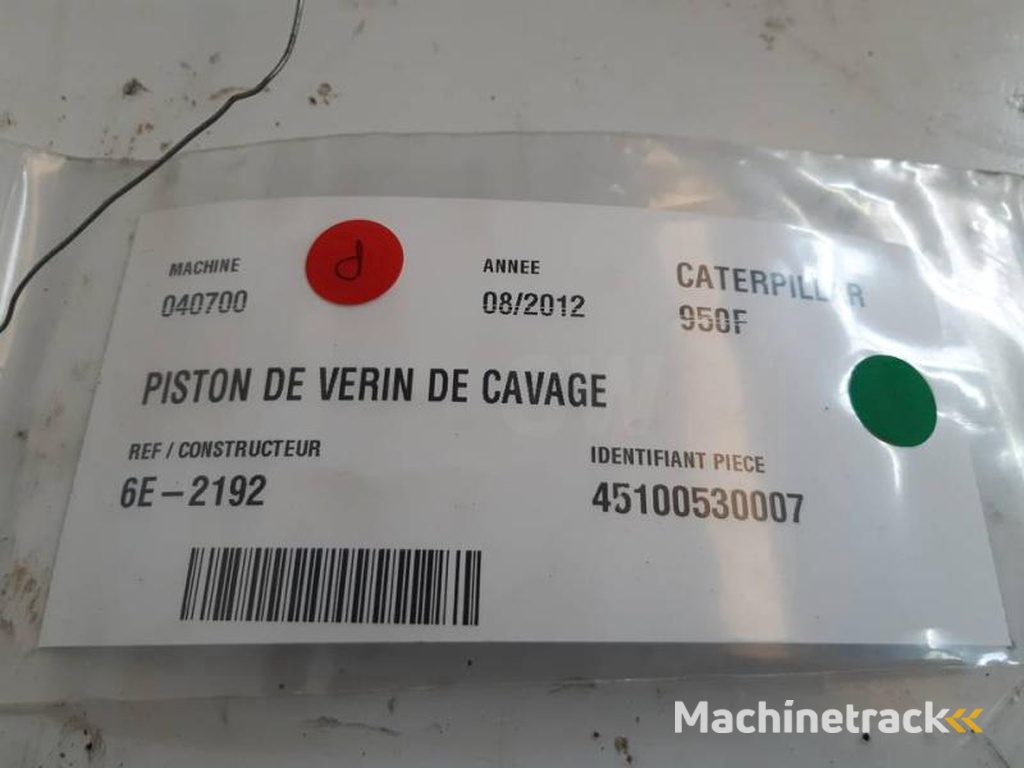 MACHINE
040700
d
ANNEE
08/2012
CATERPILLAR
950F
PISTON DE VERIN DE CAVAGE
REF / CONSTRUCTEUR
6E – 2192
IDENTIFIANT PIECE
45100530007
Machinetrack